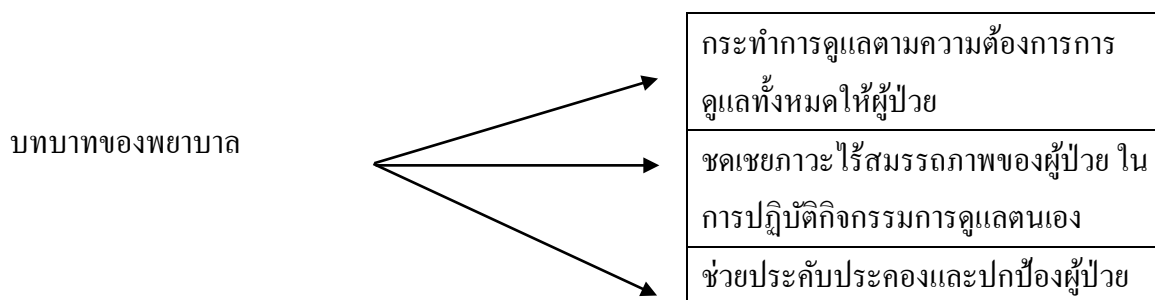 กระทำการดูแลตามความต้องการการ
ดูแลทั้งหมดให้ผู้ป่วย
บทบาทของพยาบาล
ชดเชยภาวะไร้สมรรถภาพของผู้ป่วย ใน
การปฏิบัติกิจกรรมการดูแลตนเอง
ช่วยประคับประคองและปกป้องผู้ป่วย